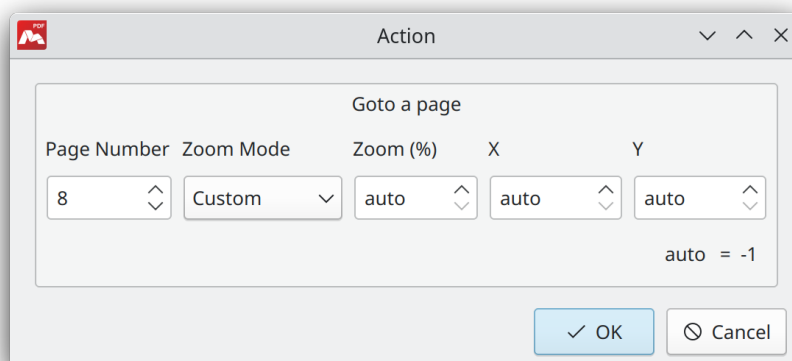 PDF
Action
Goto a page
Page Number Zoom Mode Zoom (%) X Y
8 Custom auto auto auto
auto = -1
OK Cancel